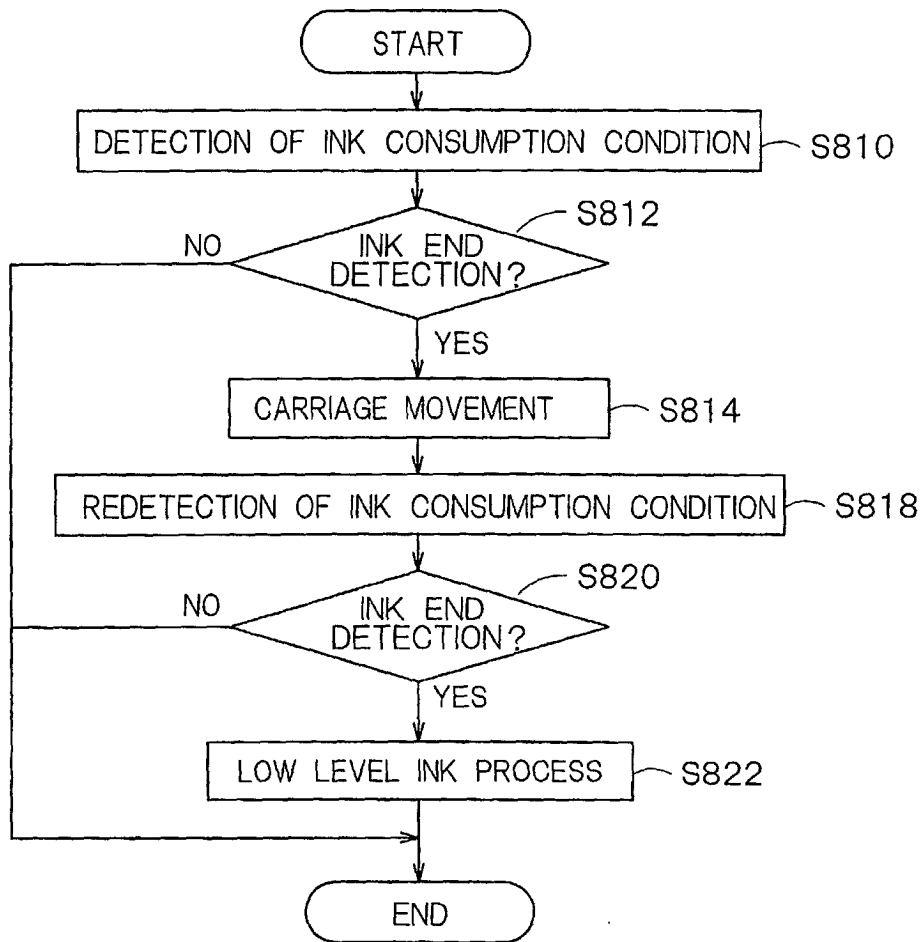 START
DETECTION OF INK CONSUMPTION CONDITION
S810
S812
NO
INK END
DETECTION?
YES
CARRIAGE MOVEMENT
S814
REDETECTION OF INK CONSUMPTION CONDITION
S818
S820
NO
INK END
DETECTION?
YES
LOW LEVEL INK PROCESS
S822
END